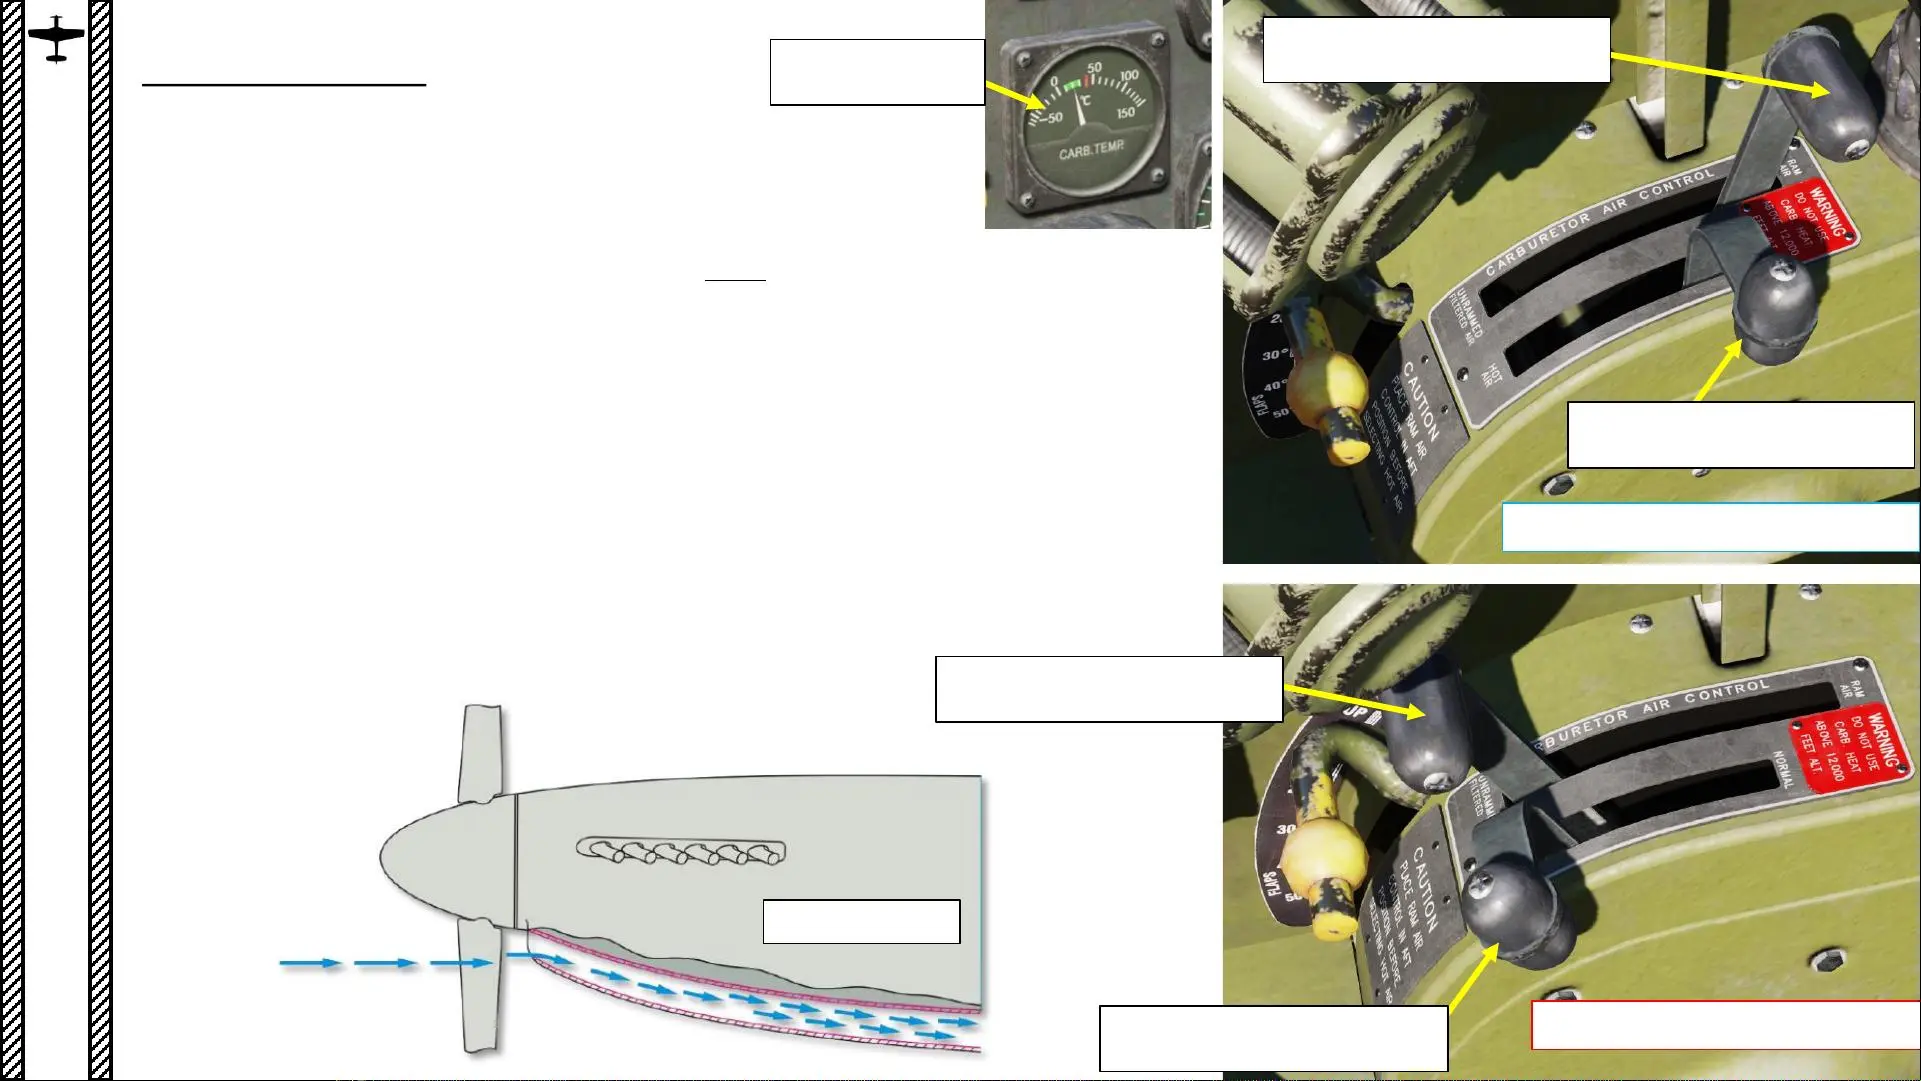 0
50
100
150
-50
°C
CARB. TEMP.
CARBURETOR AIR CONTROL
RAM
AIR
WARNING
DO NOT USE
CARB. HEAT
ABOVE 12,000
FEET ALT.
UNRAMMED
FILTERED AIR
HOT
AIR
30°
40°
50
FLAPS
CAUTION
PLACE RAM AIR
CONTROL IN AFT
POSITION BEFORE
SELECTING HOT AIR
UP
BURETOR AIR CONTROL
RAM
AIR
WARNING
DO NOT USE
CARB. HEAT
ABOVE 12,000
FEET ALT.
NORMAL
UNRAMM
FILTERED
30
FLAPS
CAUTION
PLACE RAM AIR
CONTROL IN AFT
POSITION BEFORE
SELECTING HOT AIR